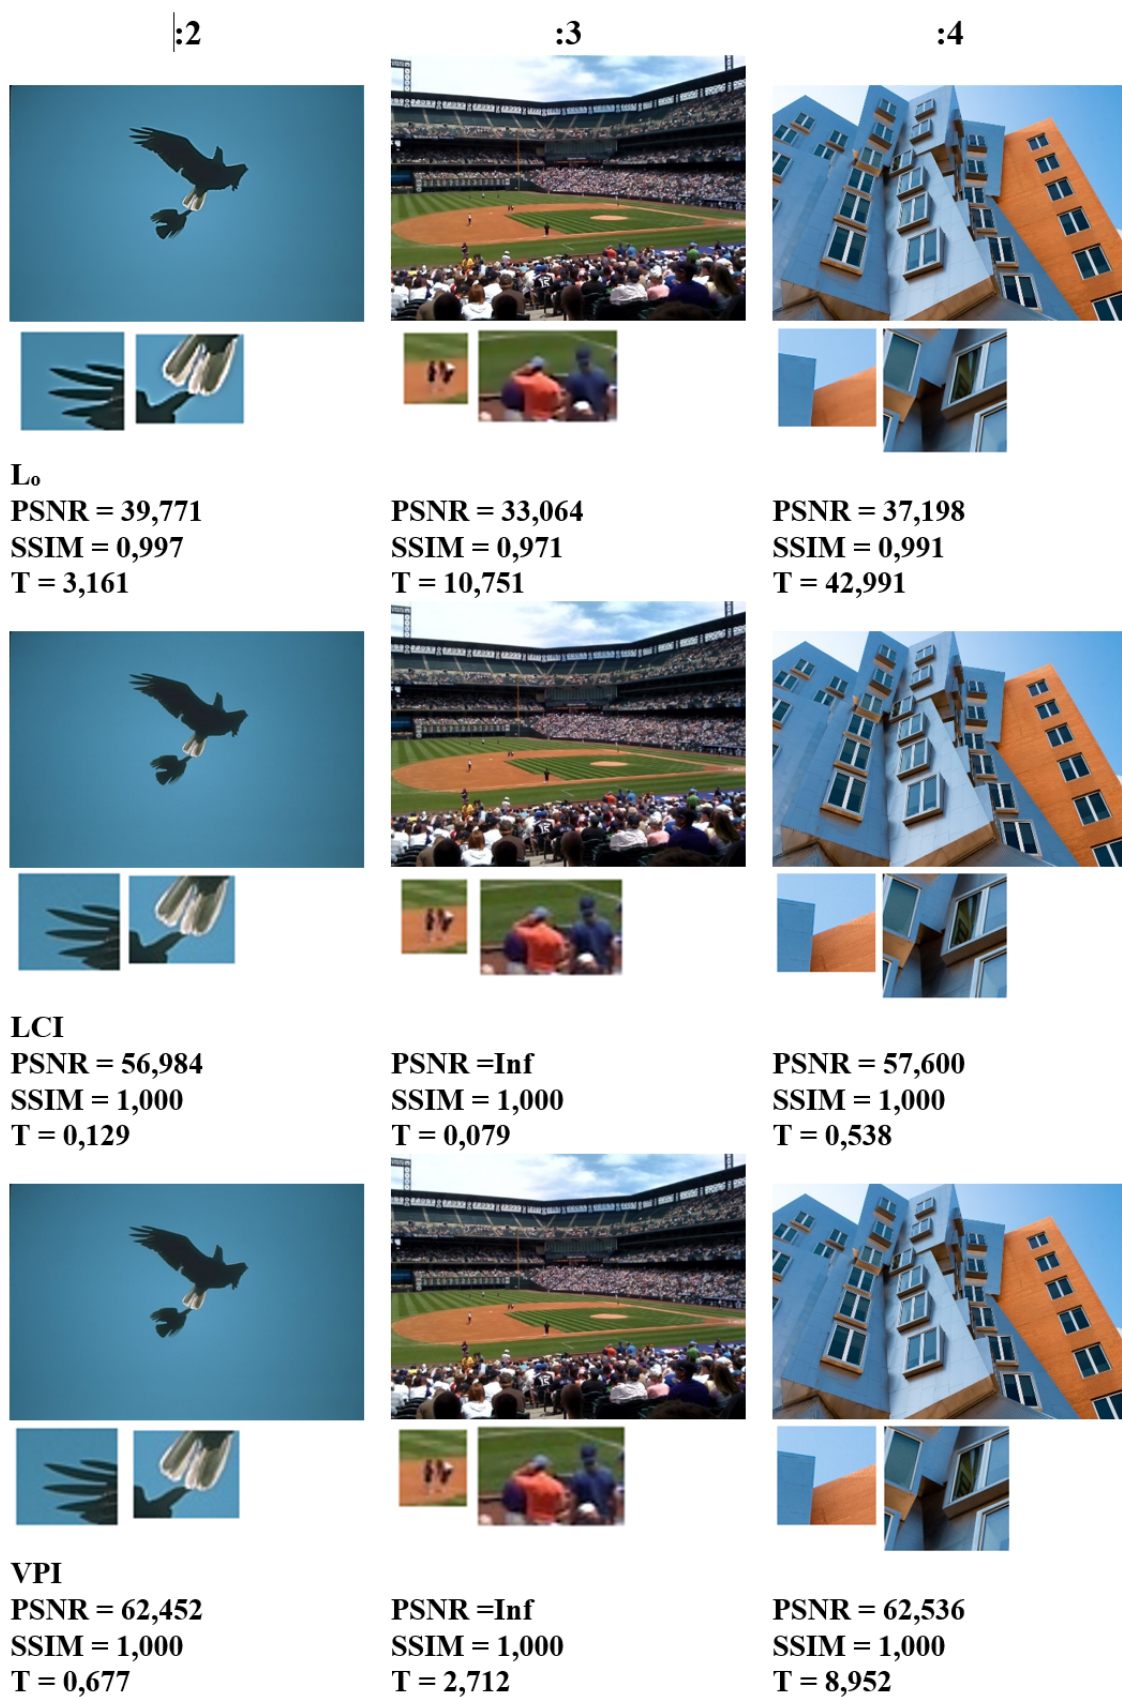 :2 :3 :4
L₀
PSNR = 39,771 PSNR = 33,064 PSNR = 37,198
SSIM = 0,997 SSIM = 0,971 SSIM = 0,991
T = 3,161 T = 10,751 T = 42,991
LCI
PSNR = 56,984 PSNR =Inf PSNR = 57,600
SSIM = 1,000 SSIM = 1,000 SSIM = 1,000
T = 0,129 T = 0,079 T = 0,538
VPI
PSNR = 62,452 PSNR =Inf PSNR = 62,536
SSIM = 1,000 SSIM = 1,000 SSIM = 1,000
T = 0,677 T = 2,712 T = 8,952